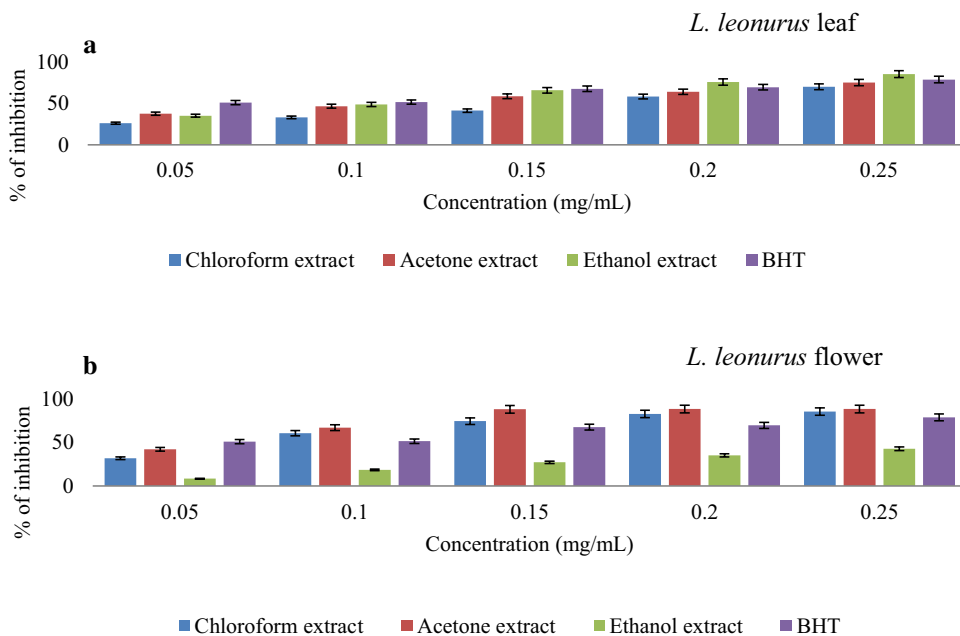 a
L. leonurus leaf
% of inhibition
100
50
0
0.05 0.1 0.15 0.2 0.25
Concentration (mg/mL)
Chloroform extract Acetone extract Ethanol extract BHT
b
L. leonurus flower
% of inhibition
100
50
0
0.05 0.1 0.15 0.2 0.25
Concentration (mg/mL)
Chloroform extract Acetone extract Ethanol extract BHT